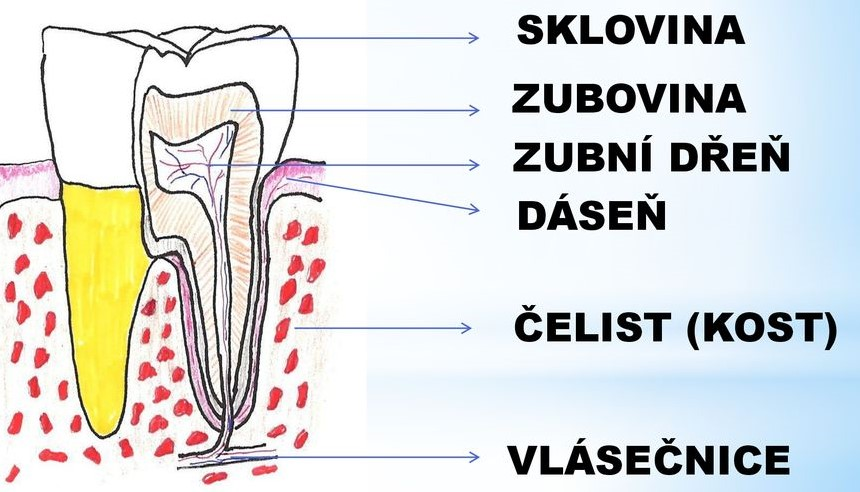 SKLOVINA
ZUBOVINA
ZUBNÍ DŘEŇ
DÁSEŇ
ČELIST (KOST)
VLÁSEČNICE